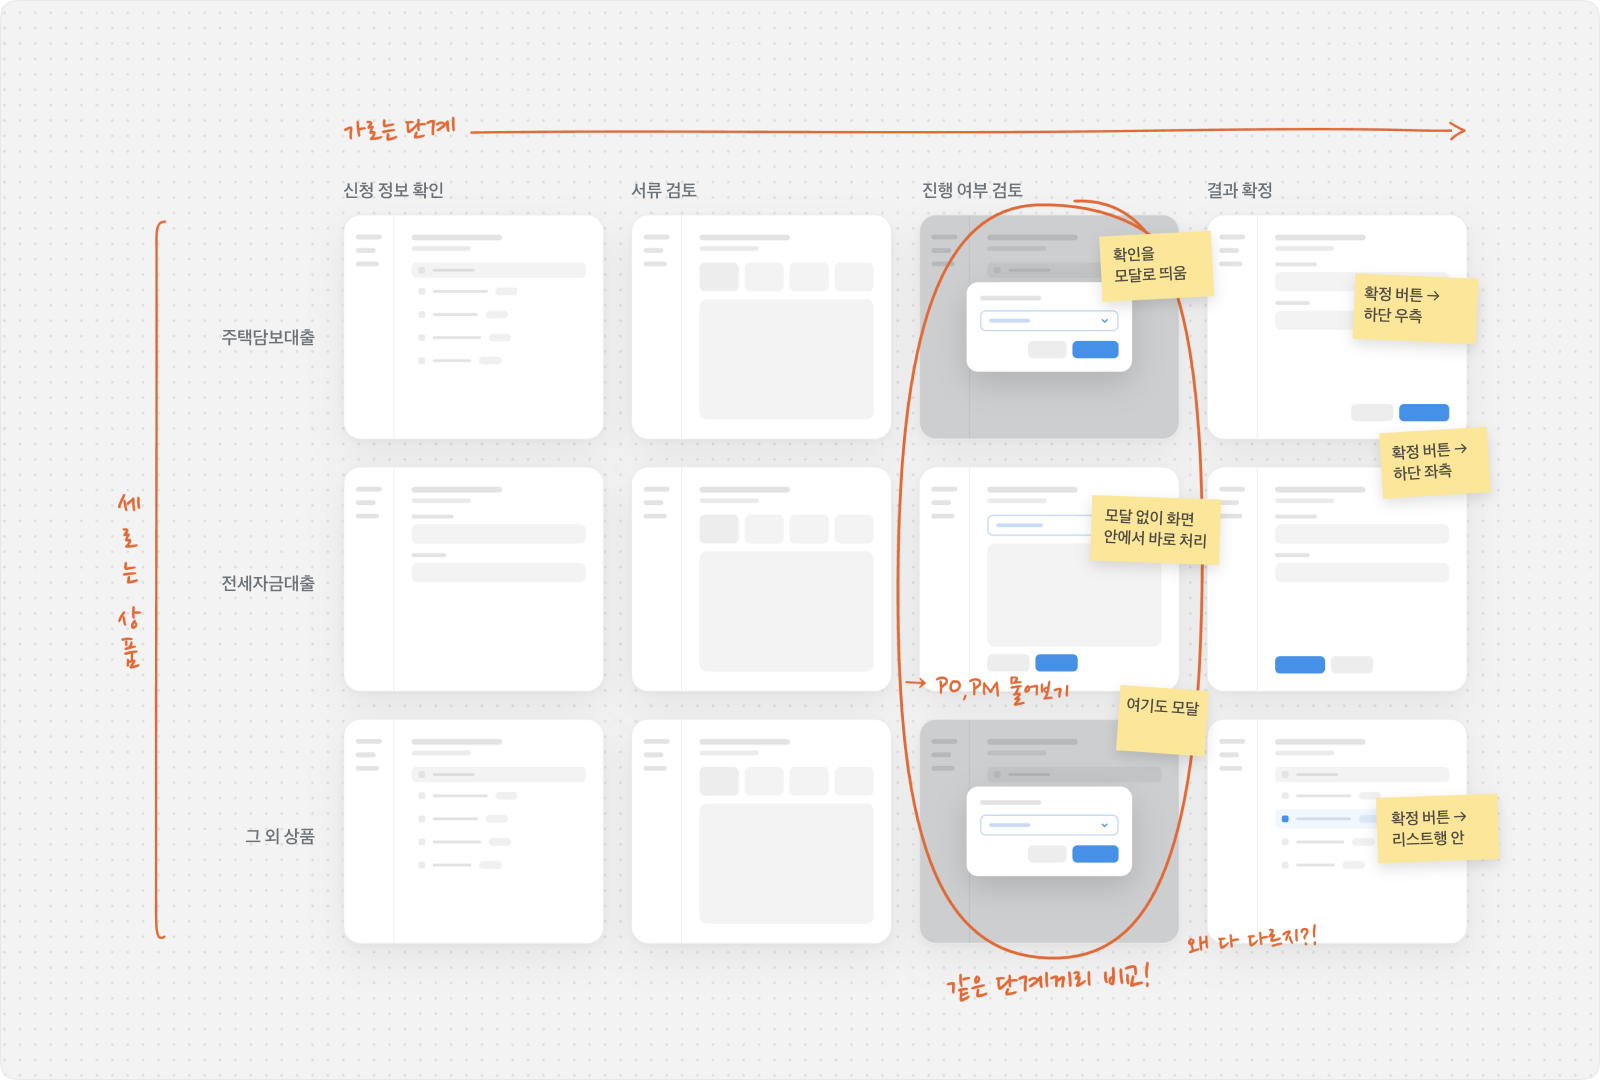 가로는 단계
신청 정보 확인
서류 검토
진행 여부 검토
결과 확정
확인을
모달로 띄움
확정 버튼 →
하단 우측
주택담보대출
확정 버튼 →
하단 좌측
세로는 상품
모달 없이 화면
안에서 바로 처리
전세자금대출
→ PO, PM 물어보기
여기도 모달
확정 버튼 →
리스트행 안
그 외 상품
왜 다 다르지?!
같은 단계끼리 비교!